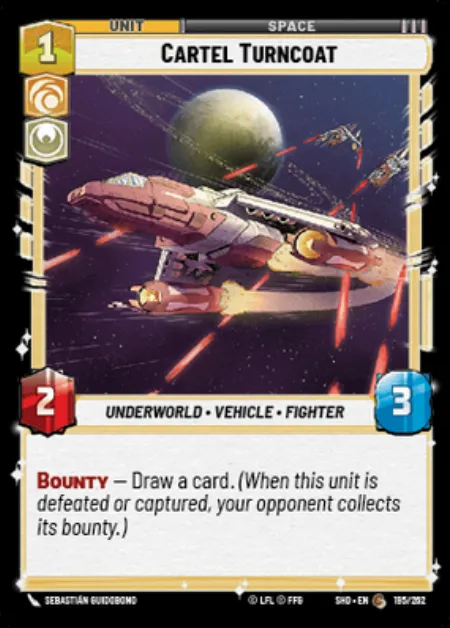 UNIT
SPACE
1
CARTEL TURNCOAT
2
UNDERWORLD • VEHICLE • FIGHTER
3
BOUNTY — Draw a card. (When this unit is
defeated or captured, your opponent collects
its bounty.)
SEBASTIÁN GUIDOBONO
© LFL © FFG
SHD • EN
195/262